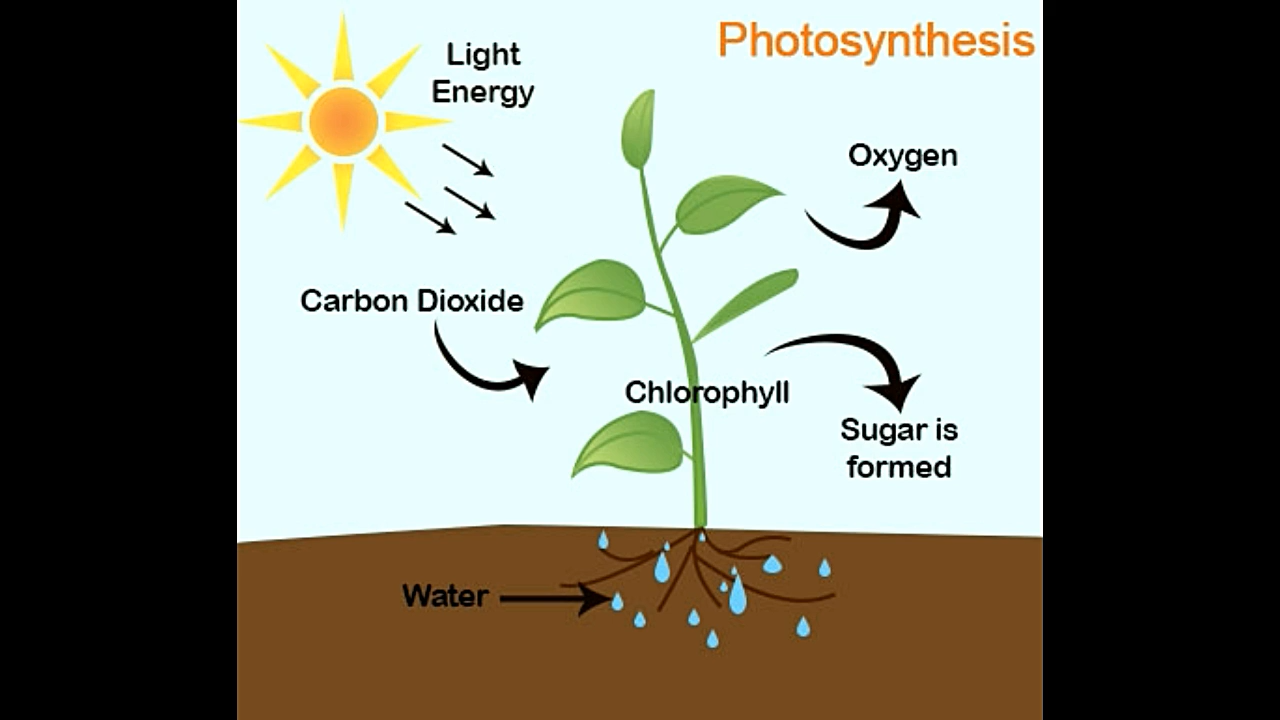 Photosynthesis
Light
Energy
Oxygen
Carbon Dioxide
Chlorophyll
Sugar is
formed
Water